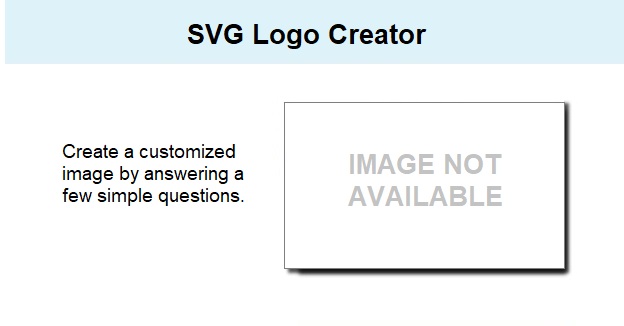 SVG Logo Creator
Create a customized
image by answering a
few simple questions.
IMAGE NOT
AVAILABLE